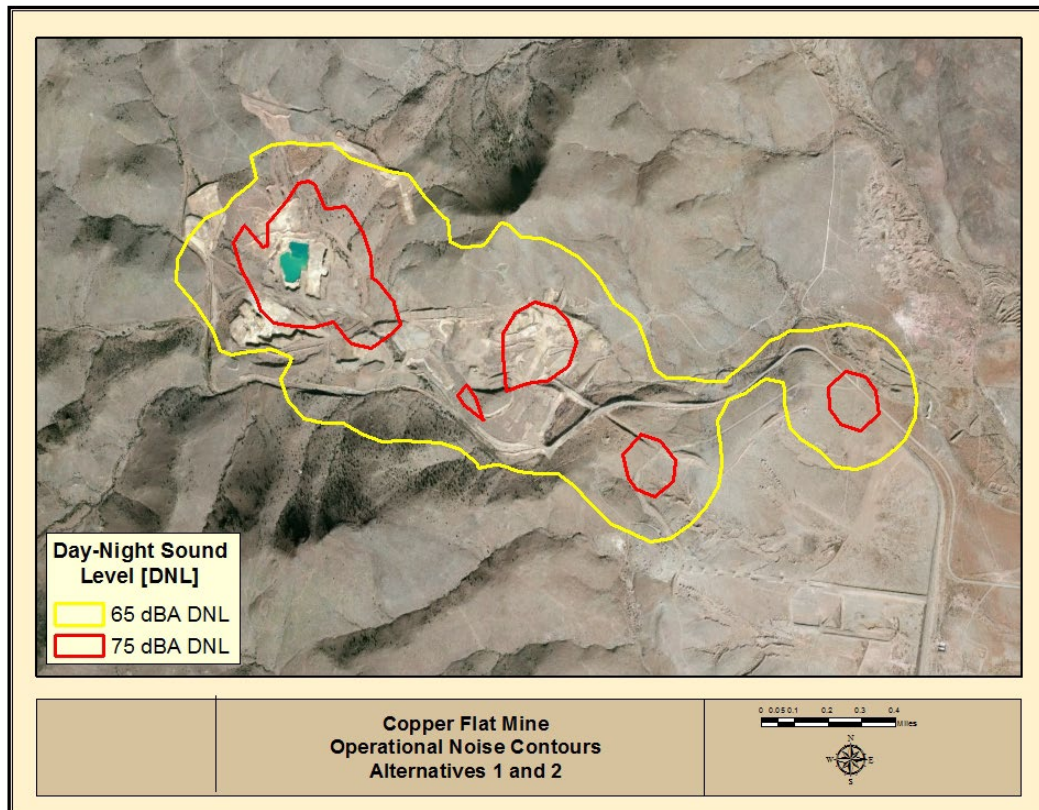 Day-Night Sound
Level [DNL]
65 dBA DNL
75 dBA DNL
Copper Flat Mine
Operational Noise Contours
Alternatives 1 and 2
0 0.05 0.1 0.2 0.3 0.4
Miles
N
W E
S